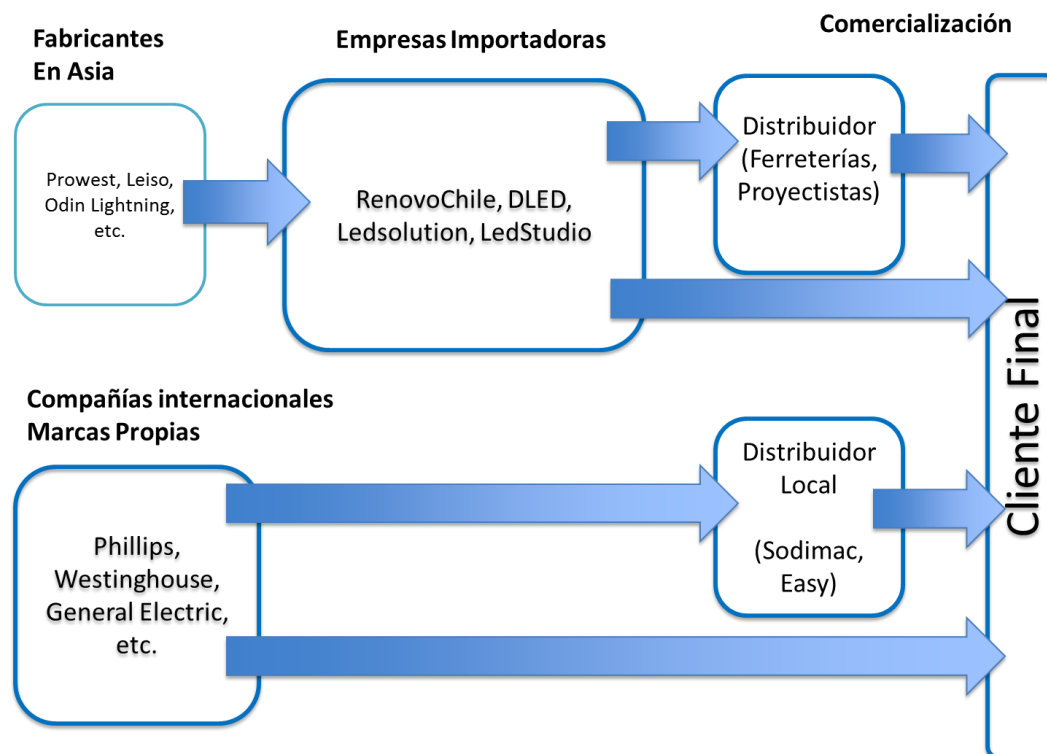 Fabricantes
En Asia
Empresas Importadoras
Comercialización
Prowest, Leiso,
Odin Lightning,
etc.
RenovoChile, DLED,
Ledsolution, LedStudio
Distribuidor
(Ferreterías,
Proyectistas)
Cliente Final
Compañías internacionales
Marcas Propias
Phillips,
Westinghouse,
General Electric,
etc.
Distribuidor
Local
(Sodimac,
Easy)